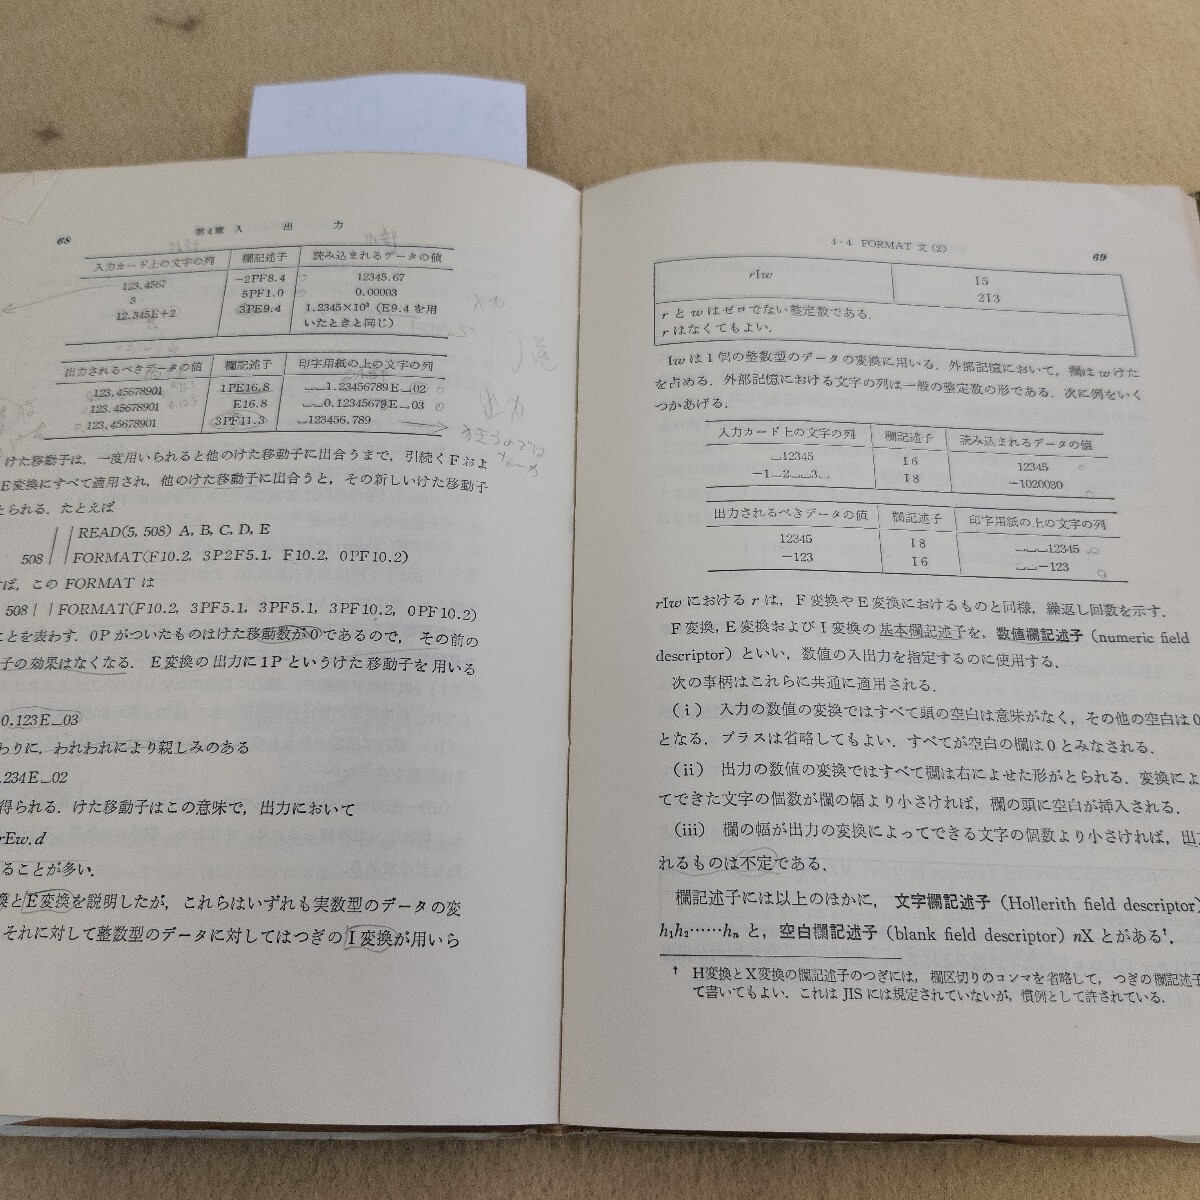 68
第4章 入 出 力
入力カード上の文字の列 欄記述子 読み込まれるデータの値
123.4567 −2PF8.4 12345.67
3 5PF1.0 0.00003
12.345E+2 3PE9.4 1.2345×10³ (E9.4 を用
いたときと同じ)
出力されるべきデータの値 欄記述子 印字用紙の上の文字の列
123.45678901 1PE16.8 ␣␣1.23456789E␣02
123.45678901 E16.8 ␣␣0.12345679E␣03
123.45678901 3PF11.3 ␣123456.789
けた移動子は，一度用いられると他のけた移動子に出合うまで，引続く F およ
E変換にすべて適用され，他のけた移動子に出合うと，その新しいけた移動子
とられる．たとえば
READ(5, 508) A, B, C, D, E
508 FORMAT(F10.2, 3P2F5.1, F10.2, 0PF10.2)
ば，この FORMAT は
508 FORMAT(F10.2, 3PF5.1, 3PF5.1, 3PF10.2, 0PF10.2)
ことを表わす．0P がついたものはけた移動数が0であるので，その前の
子の効果はなくなる．E変換の出力に1P というけた移動子を用いる
0.123E␣03
わりに，われわれにより親しみのある
.234E␣02
得られる．けた移動子はこの意味で，出力において
rEw.d
ることが多い．
換とE変換を説明したが，これらはいずれも実数型のデータの変
それに対して整数型のデータに対してはつぎのI変換が用いら
4・4 FORMAT 文 (2)
69
rIw I5
2I3
r と w はゼロでない整定数である．
r はなくてもよい．
Iw は1個の整数型のデータの変換に用いる．外部記憶において，欄は w けた
を占める．外部記憶における文字の列は一般の整定数の形である．次に例をいく
つかあげる．
入力カード上の文字の列 欄記述子 読み込まれるデータの値
␣12345 I6 12345
−1␣2␣␣3␣ I8 −1020030
出力されるべきデータの値 欄記述子 印字用紙の上の文字の列
12345 I8 ␣␣␣12345
−123 I6 ␣␣−123
rIw における r は，F変換やE変換におけるものと同様，繰返し回数を示す．
F変換，E変換およびI変換の基本欄記述子を，数値欄記述子 (numeric field
descriptor) といい，数値の入出力を指定するのに使用する．
次の事柄はこれらに共通に適用される．
(i) 入力の数値の変換ではすべて頭の空白は意味がなく，その他の空白は0
となる．プラスは省略してもよい．すべてが空白の欄は0とみなされる．
(ii) 出力の数値の変換ではすべて欄は右によせた形がとられる．変換によ
てできた文字の個数が欄の幅より小さければ，欄の頭に空白が挿入される．
(iii) 欄の幅が出力の変換によってできる文字の個数より小さければ，出力
れるものは不定である．
欄記述子には以上のほかに，文字欄記述子 (Hollerith field descriptor)
h₁h₂……hₙ と，空白欄記述子 (blank field descriptor) nX とがある†．
† H変換とX変換の欄記述子のつぎには，欄区切りのコンマを省略して，つぎの欄記述子
て書いてもよい．これは JIS には規定されていないが，慣例として許されている．